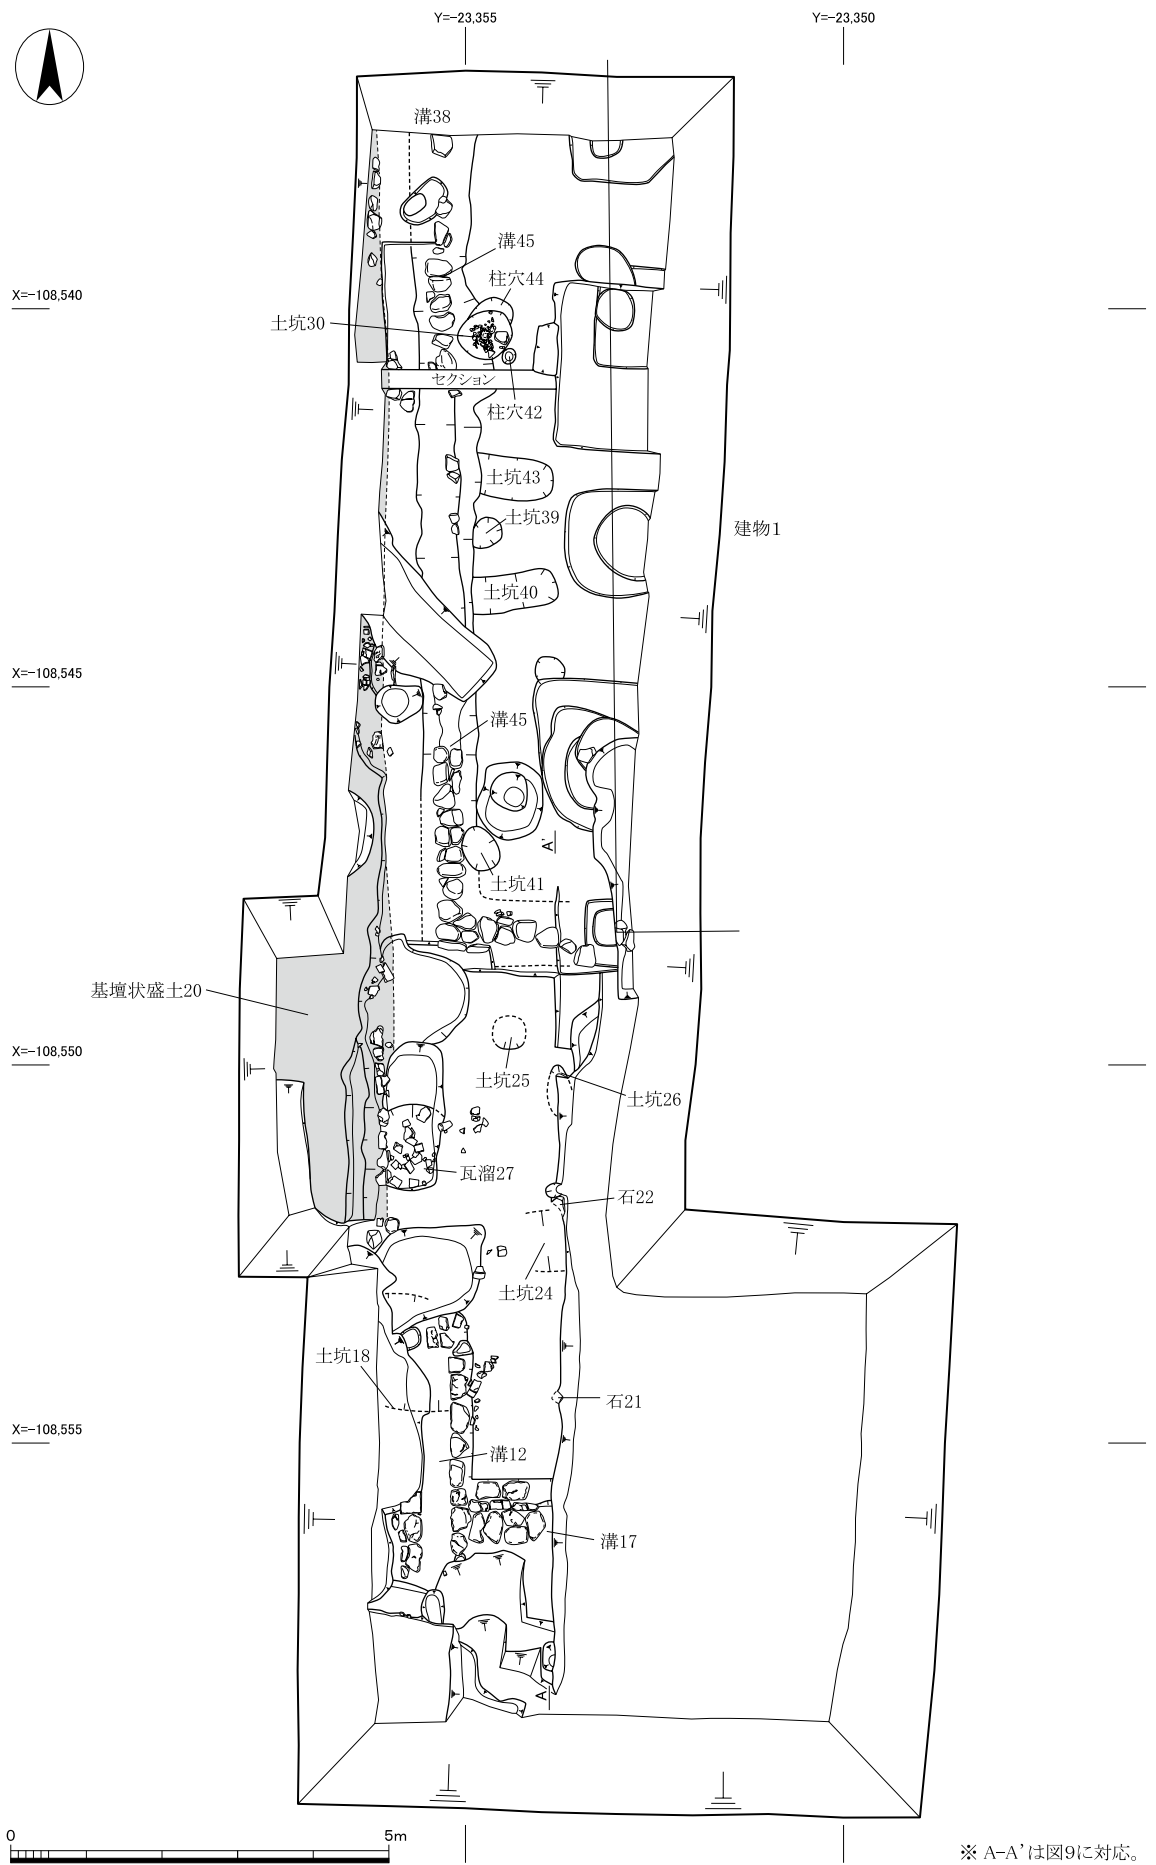 Y=-23,355
Y=-23,350
溝38
溝45
柱穴44
X=-108,540
土坑30
セクション
柱穴42
土坑43
土坑39
建物1
土坑40
X=-108,545
溝45
A'
土坑41
基壇状盛土20
X=-108,550
土坑25
土坑26
瓦溜27
石22
土坑24
土坑18
石21
X=-108,555
溝12
溝17
A
0
5m
※ A-A'は図9に対応。